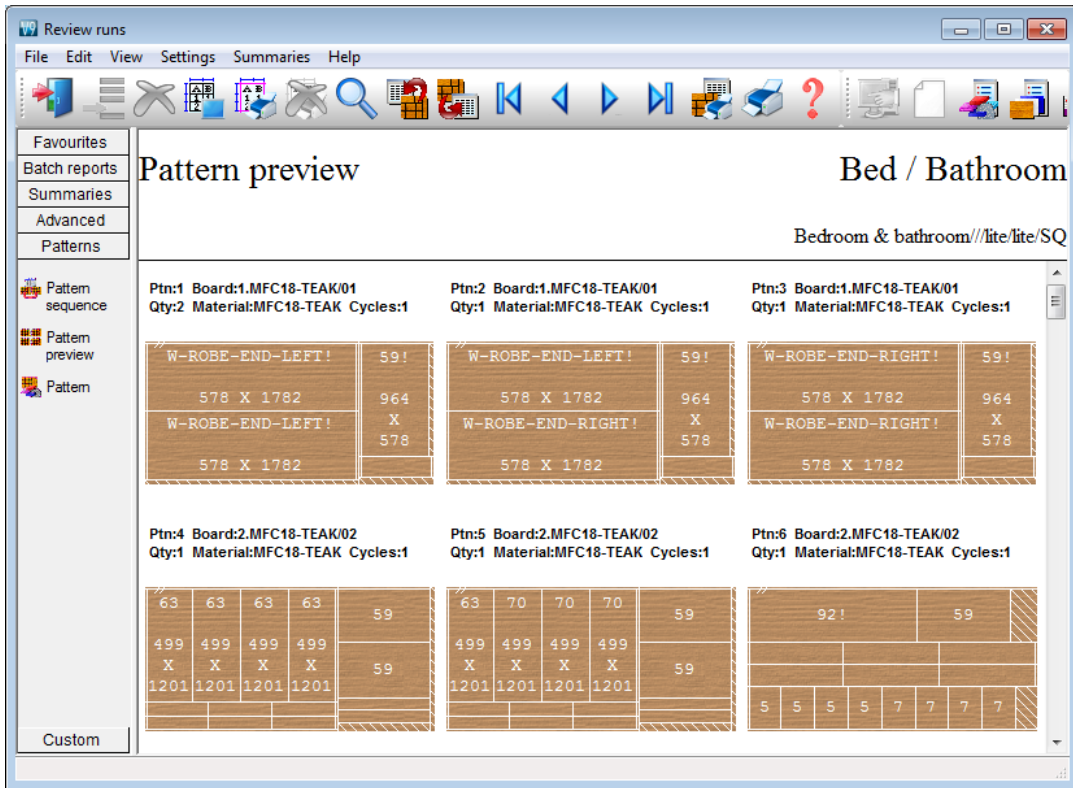 Review runs
File Edit View Settings Summaries Help
Favourites
Batch reports
Summaries
Advanced
Patterns
Pattern
sequence
Pattern
preview
Pattern
Custom
Pattern preview
Bed / Bathroom
Bedroom & bathroom///lite/lite/SQ
Ptn:1 Board:1.MFC18-TEAK/01
Qty:2 Material:MFC18-TEAK Cycles:1
W-ROBE-END-LEFT!
578 X 1782
W-ROBE-END-LEFT!
578 X 1782
59!
964
X
578
Ptn:2 Board:1.MFC18-TEAK/01
Qty:1 Material:MFC18-TEAK Cycles:1
W-ROBE-END-LEFT!
578 X 1782
W-ROBE-END-RIGHT!
578 X 1782
59!
964
X
578
Ptn:3 Board:1.MFC18-TEAK/01
Qty:1 Material:MFC18-TEAK Cycles:1
W-ROBE-END-RIGHT!
578 X 1782
W-ROBE-END-RIGHT!
578 X 1782
59!
964
X
578
Ptn:4 Board:2.MFC18-TEAK/02
Qty:1 Material:MFC18-TEAK Cycles:1
63 63 63 63
499 499 499 499
X X X X
1201 1201 1201 1201
59
59
Ptn:5 Board:2.MFC18-TEAK/02
Qty:1 Material:MFC18-TEAK Cycles:1
63 70 70 70
499 499 499 499
X X X X
1201 1201 1201 1201
59
59
Ptn:6 Board:2.MFC18-TEAK/02
Qty:1 Material:MFC18-TEAK Cycles:1
92! 59
5 5 5 5 7 7 7 7